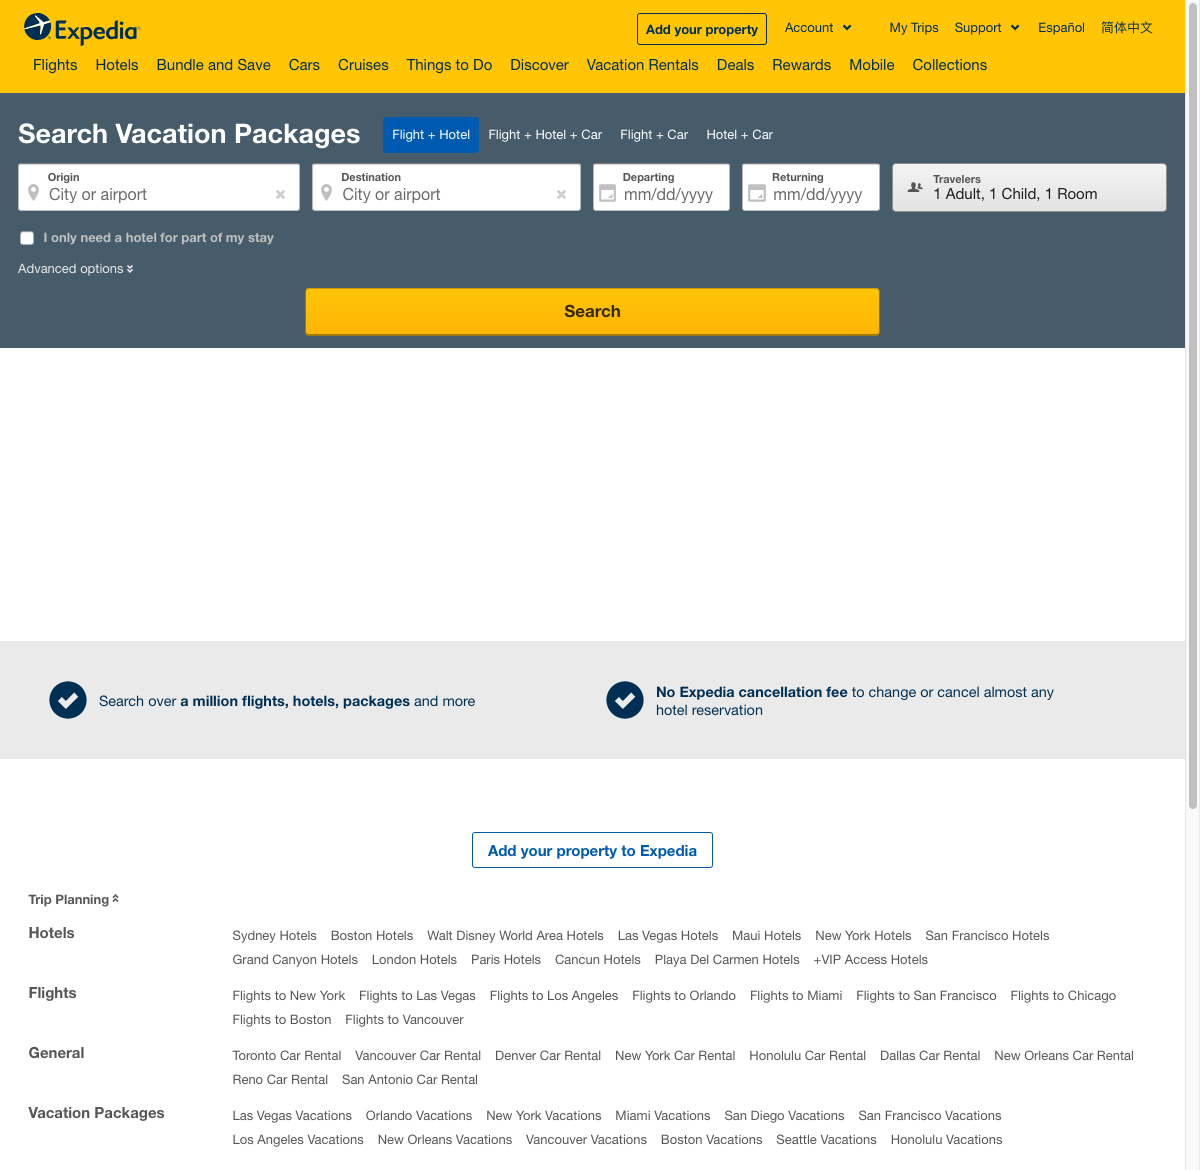 Expedia
Add your property Account My Trips Support Español 简体中文
Flights Hotels Bundle and Save Cars Cruises Things to Do Discover Vacation Rentals Deals Rewards Mobile Collections
Search Vacation Packages Flight + Hotel Flight + Hotel + Car Flight + Car Hotel + Car
Origin Destination Departing Returning Travelers
City or airport City or airport mm/dd/yyyy mm/dd/yyyy 1 Adult, 1 Child, 1 Room
I only need a hotel for part of my stay
Advanced options
Search
Search over a million flights, hotels, packages and more
No Expedia cancellation fee to change or cancel almost any
hotel reservation
Add your property to Expedia
Trip Planning
Hotels
Sydney Hotels Boston Hotels Walt Disney World Area Hotels Las Vegas Hotels Maui Hotels New York Hotels San Francisco Hotels
Grand Canyon Hotels London Hotels Paris Hotels Cancun Hotels Playa Del Carmen Hotels +VIP Access Hotels
Flights
Flights to New York Flights to Las Vegas Flights to Los Angeles Flights to Orlando Flights to Miami Flights to San Francisco Flights to Chicago
Flights to Boston Flights to Vancouver
General
Toronto Car Rental Vancouver Car Rental Denver Car Rental New York Car Rental Honolulu Car Rental Dallas Car Rental New Orleans Car Rental
Reno Car Rental San Antonio Car Rental
Vacation Packages
Las Vegas Vacations Orlando Vacations New York Vacations Miami Vacations San Diego Vacations San Francisco Vacations
Los Angeles Vacations New Orleans Vacations Vancouver Vacations Boston Vacations Seattle Vacations Honolulu Vacations